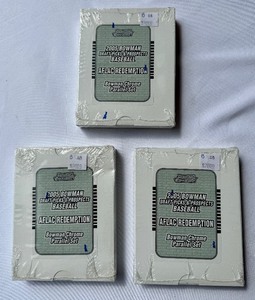 2005 BOWMAN
DRAFT PICKS & PROSPECTS
BASEBALL
AFLAC REDEMPTION
Bowman Chrome
Parallel Set
2005 BOWMAN
DRAFT PICKS & PROSPECTS
BASEBALL
AFLAC REDEMPTION
Bowman Chrome
Parallel Set
2005 BOWMAN
DRAFT PICKS & PROSPECTS
BASEBALL
AFLAC REDEMPTION
Bowman Chrome
Parallel Set